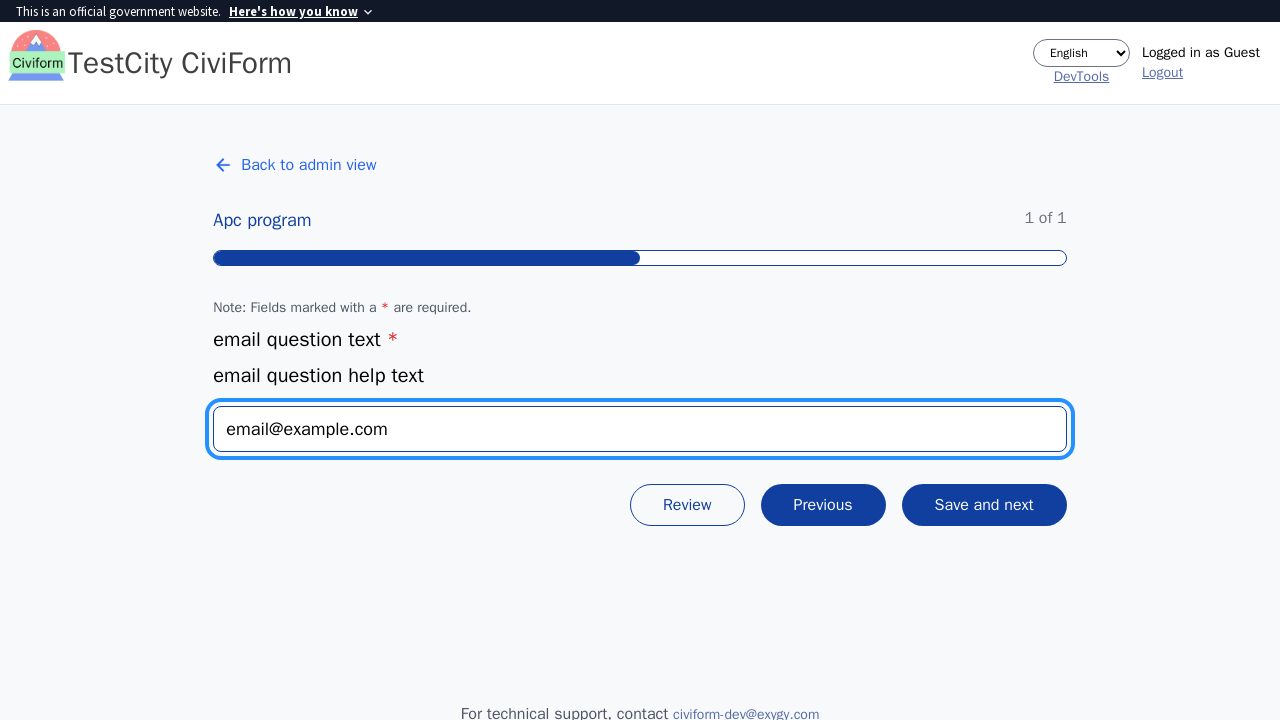 This is an official government website. Here's how you know
Civiform
TestCity CiviForm
English
DevTools
Logged in as Guest
Logout
Back to admin view
Apc program
1 of 1
Note: Fields marked with a * are required.
email question text *
email question help text
email@example.com
Review
Previous
Save and next
For technical support, contact civiform-dev@exygy.com